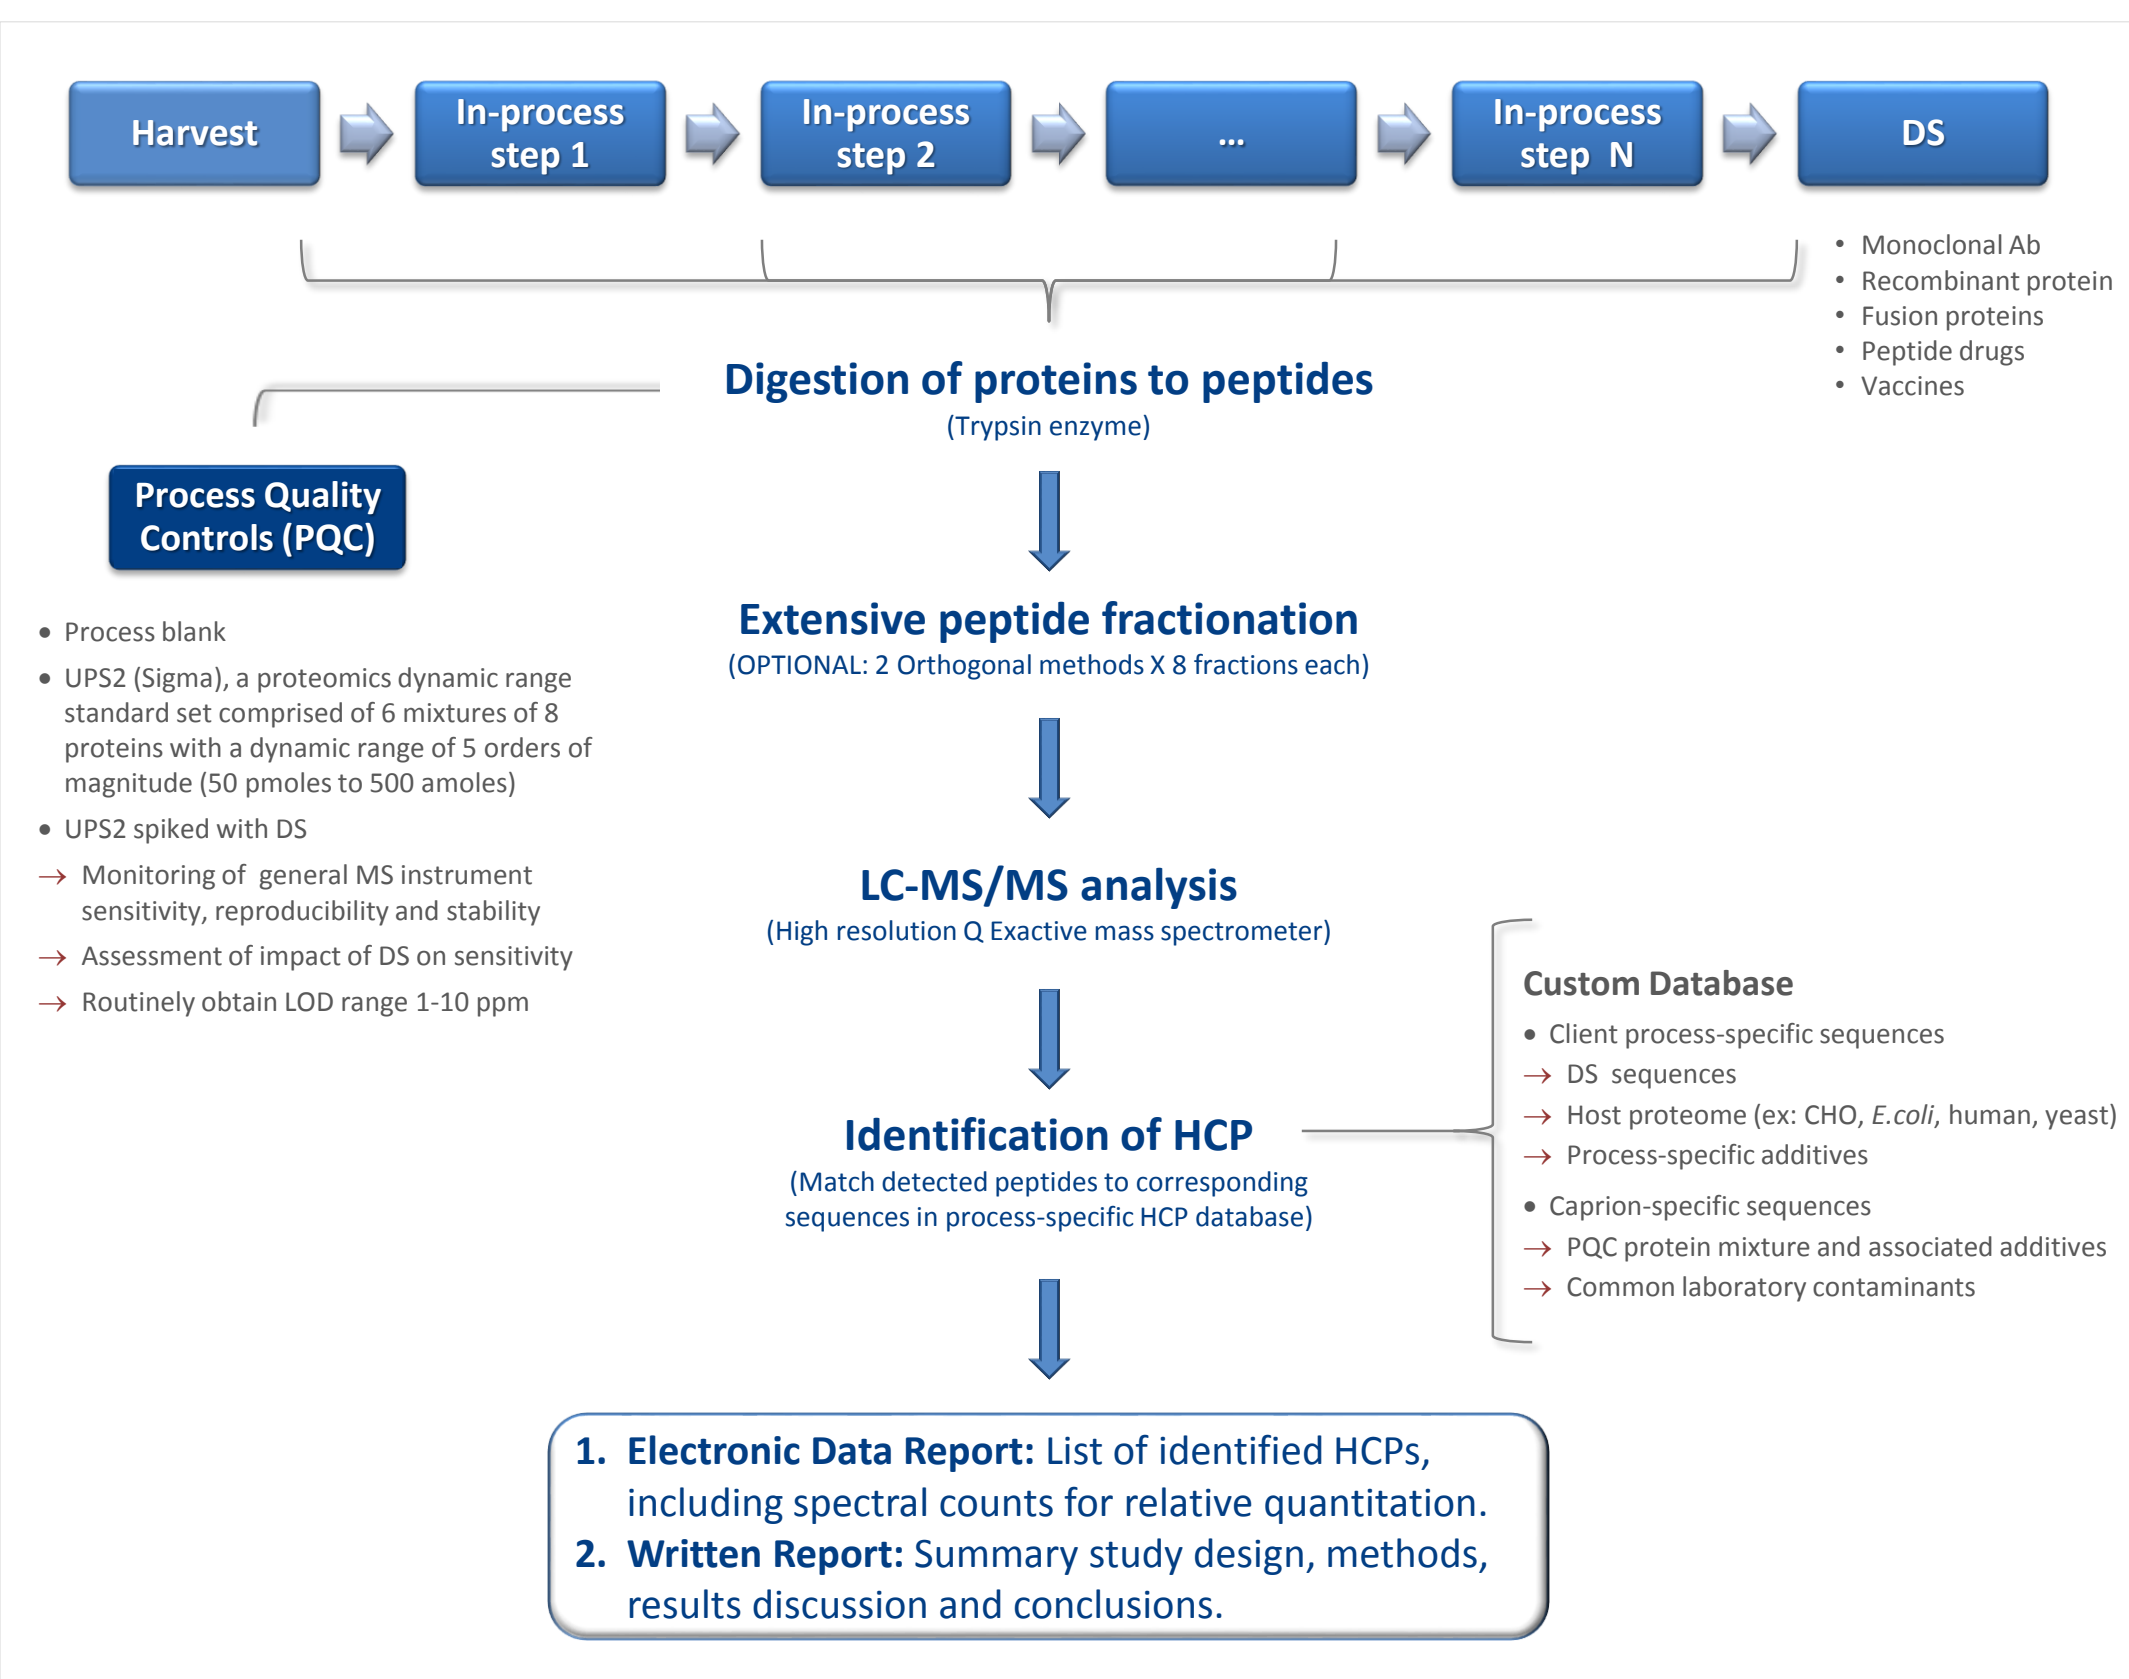 Harvest
In-process
step 1
In-process
step 2
...
In-process
step N
DS
• Monoclonal Ab
• Recombinant protein
• Fusion proteins
• Peptide drugs
• Vaccines
Digestion of proteins to peptides
(Trypsin enzyme)
Process Quality
Controls (PQC)
• Process blank
• UPS2 (Sigma), a proteomics dynamic range
standard set comprised of 6 mixtures of 8
proteins with a dynamic range of 5 orders of
magnitude (50 pmoles to 500 amoles)
• UPS2 spiked with DS
→ Monitoring of general MS instrument
sensitivity, reproducibility and stability
→ Assessment of impact of DS on sensitivity
→ Routinely obtain LOD range 1-10 ppm
Extensive peptide fractionation
(OPTIONAL: 2 Orthogonal methods X 8 fractions each)
LC-MS/MS analysis
(High resolution Q Exactive mass spectrometer)
Identification of HCP
(Match detected peptides to corresponding
sequences in process-specific HCP database)
Custom Database
• Client process-specific sequences
→ DS sequences
→ Host proteome (ex: CHO, E.coli, human, yeast)
→ Process-specific additives
• Caprion-specific sequences
→ PQC protein mixture and associated additives
→ Common laboratory contaminants
1. Electronic Data Report: List of identified HCPs,
including spectral counts for relative quantitation.
2. Written Report: Summary study design, methods,
results discussion and conclusions.